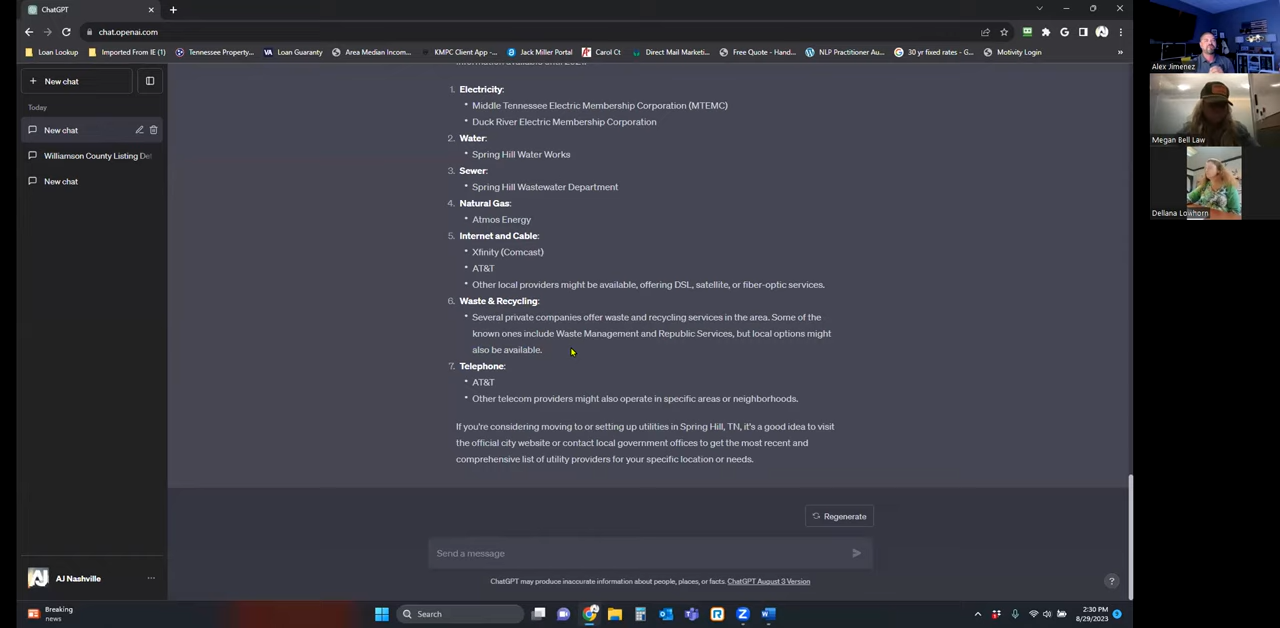 ChatGPT
chat.openai.com
Loan Lookup
Imported From IE (1)
Tennessee Property...
Loan Guaranty
Area Median Incom...
KMPC Client App -...
Jack Miller Portal
Carol Ct
Direct Mail Marketi...
Free Quote - Hand...
NLP Practitioner Au...
30 yr fixed rates - G...
Motivity Login
»
+ New chat
Today
New chat
Williamson County Listing De
New chat
AJ Nashville
...
1. Electricity:
• Middle Tennessee Electric Membership Corporation (MTEMC)
• Duck River Electric Membership Corporation
2. Water:
• Spring Hill Water Works
3. Sewer:
• Spring Hill Wastewater Department
4. Natural Gas:
• Atmos Energy
5. Internet and Cable:
• Xfinity (Comcast)
• AT&T
• Other local providers might be available, offering DSL, satellite, or fiber-optic services.
6. Waste & Recycling:
• Several private companies offer waste and recycling services in the area. Some of the
known ones include Waste Management and Republic Services, but local options might
also be available.
7. Telephone:
• AT&T
• Other telecom providers might also operate in specific areas or neighborhoods.
If you're considering moving to or setting up utilities in Spring Hill, TN, it's a good idea to visit
the official city website or contact local government offices to get the most recent and
comprehensive list of utility providers for your specific location or needs.
Regenerate
Send a message
ChatGPT may produce inaccurate information about people, places, or facts. ChatGPT August 3 Version
?
Alex Jimenez
Megan Bell Law
Dellana Lowhorn
Breaking
news
Search
2:30 PM
8/29/2023